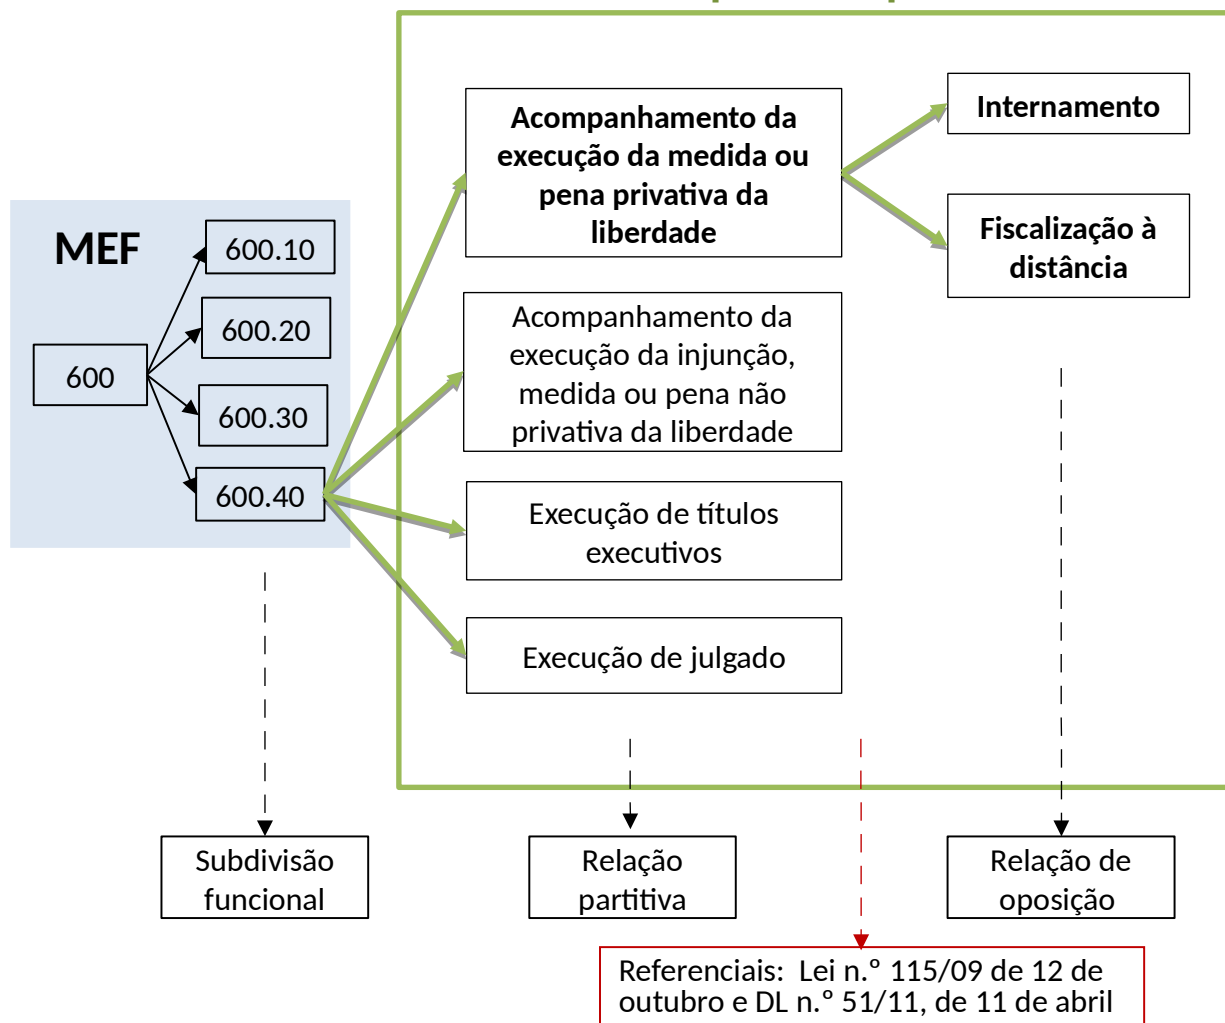 MEF
600
600.10
600.20
600.30
600.40
Acompanhamento da
execução da medida ou
pena privativa da
liberdade
Acompanhamento da
execução da injunção,
medida ou pena não
privativa da liberdade
Execução de títulos
executivos
Execução de julgado
Internamento
Fiscalização à
distância
Subdivisão
funcional
Relação
partitiva
Relação de
oposição
Referenciais: Lei n.º 115/09 de 12 de
outubro e DL n.º 51/11, de 11 de abril